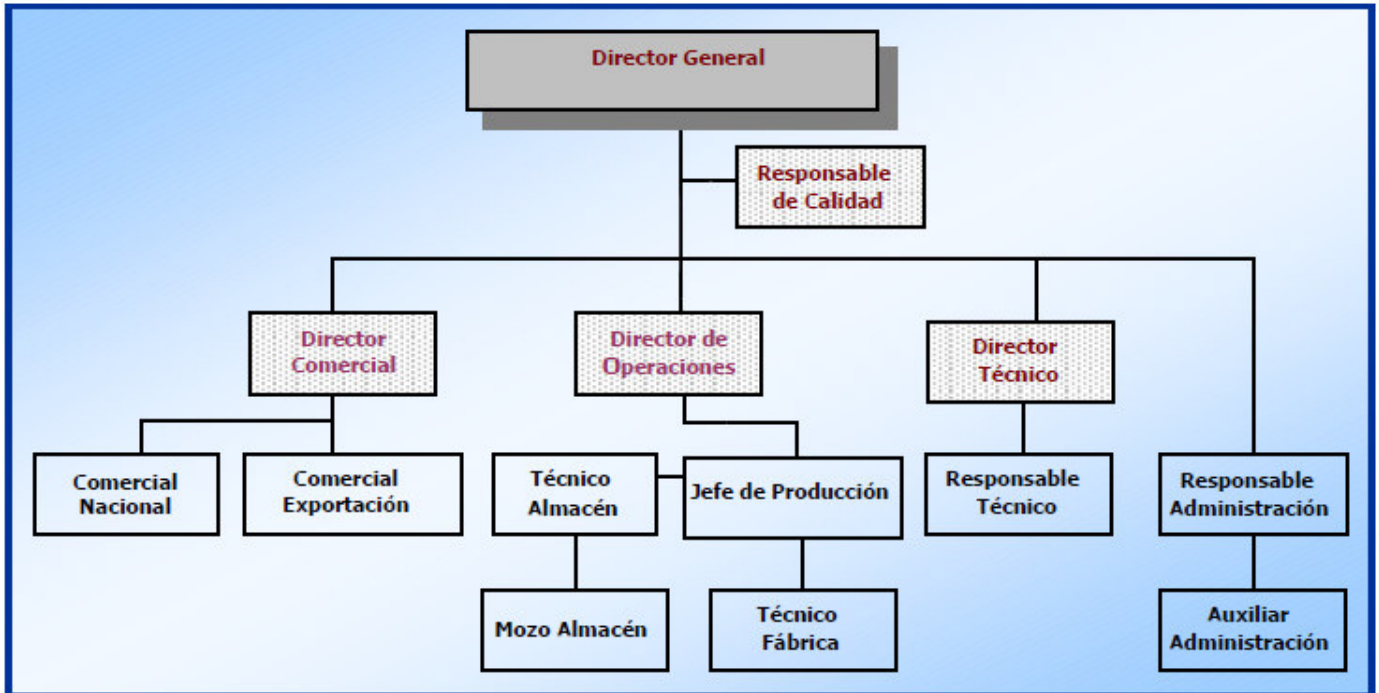 Director General
Responsable
de Calidad
Director
Comercial
Director de
Operaciones
Director
Técnico
Comercial
Nacional
Comercial
Exportación
Técnico
Almacén
Jefe de Producción
Responsable
Técnico
Responsable
Administración
Mozo Almacén
Técnico
Fábrica
Auxiliar
Administración